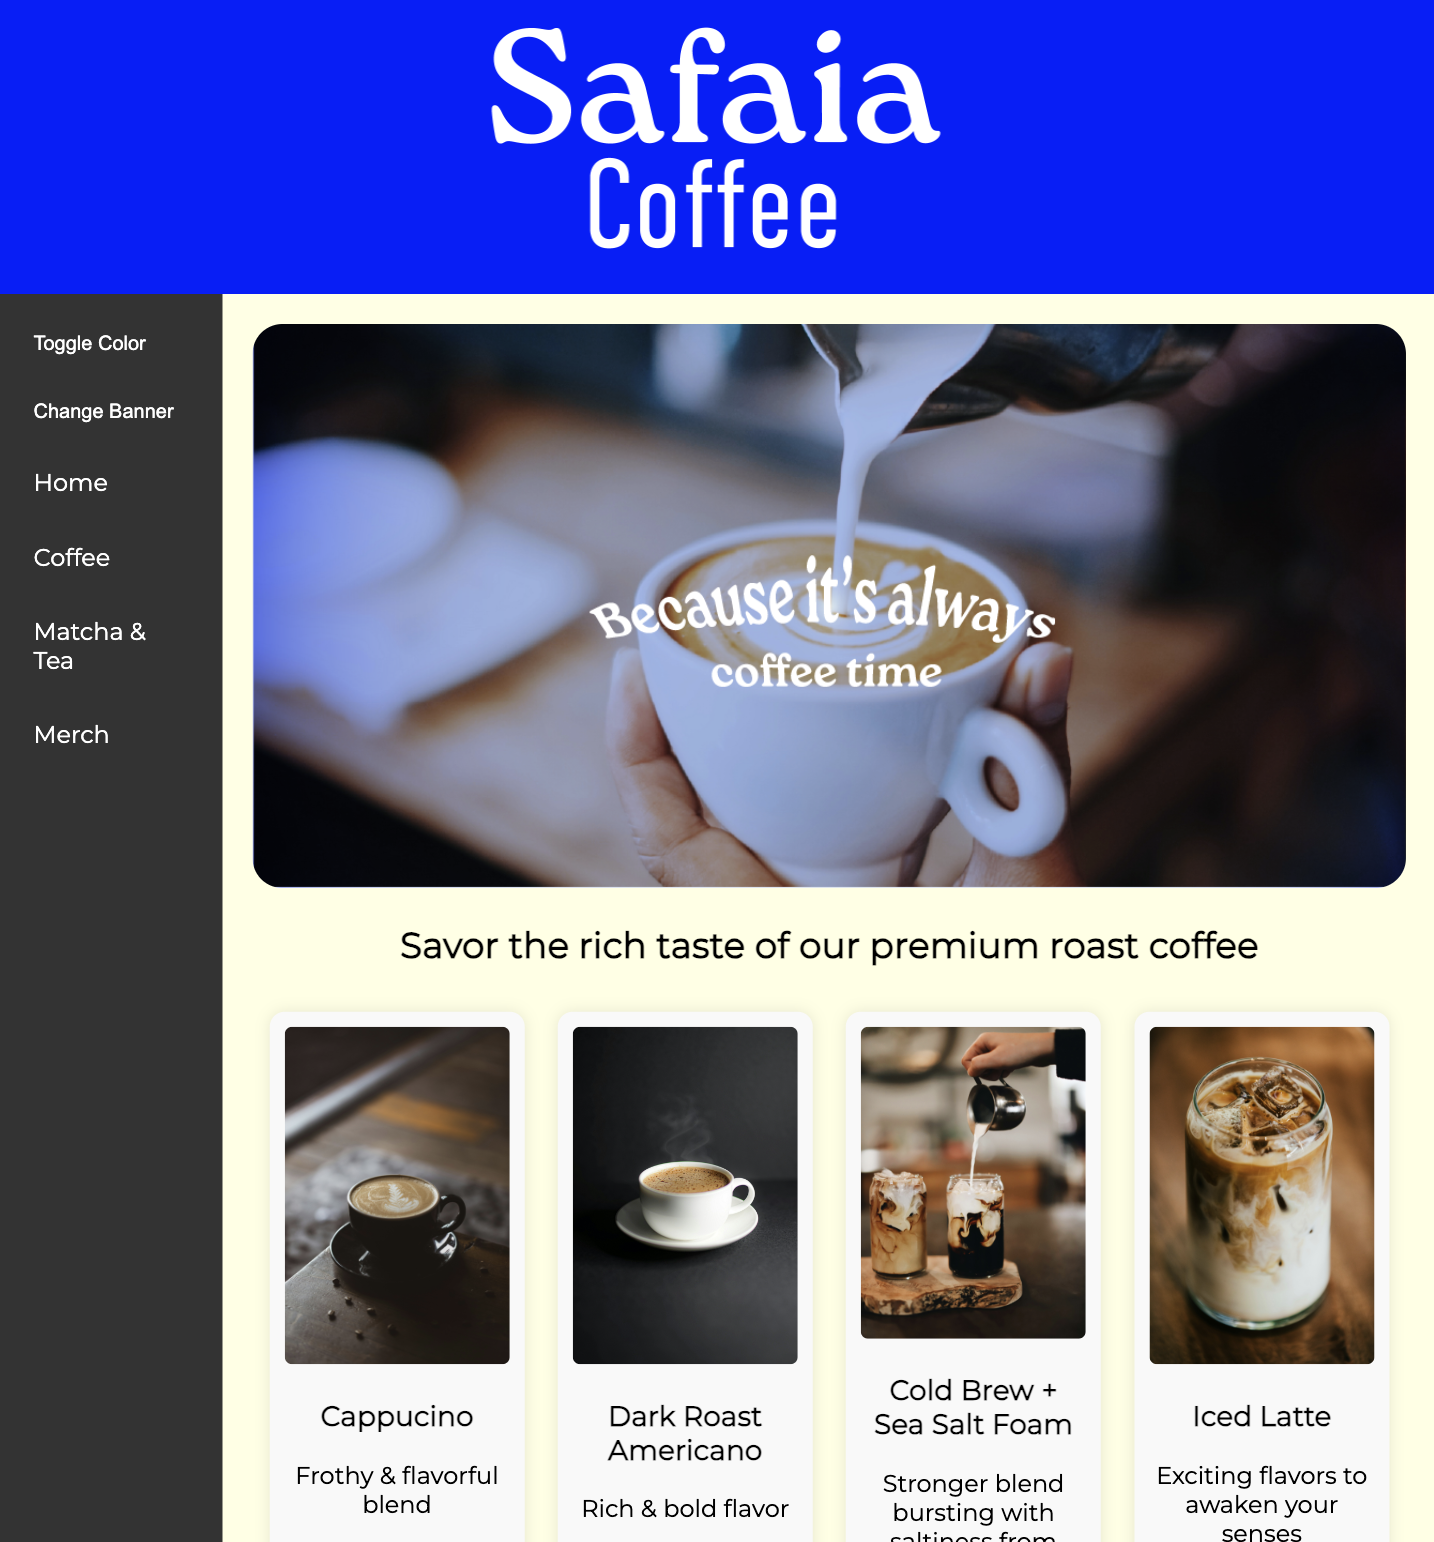 Safaia
Coffee
Toggle Color
Change Banner
Home
Coffee
Matcha &
Tea
Merch
Because it's always
coffee time
Savor the rich taste of our premium roast coffee
Cappucino
Frothy & flavorful
blend
Dark Roast
Americano
Rich & bold flavor
Cold Brew +
Sea Salt Foam
Stronger blend
bursting with
saltiness from
Iced Latte
Exciting flavors to
awaken your
senses